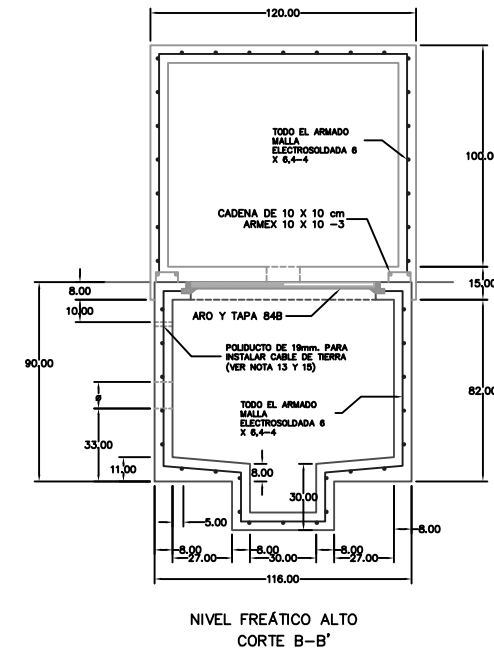 120.00
TODO EL ARMADO
MALLA
ELECTROSOLDADA 6
X 6,4-4
100.0
CADENA DE 10 X 10 cm
ARMEX 10 X 10 -3
15.00
8.00
10.00
ARO Y TAPA 84B
POLIDUCTO DE 19mm. PARA
INSTALAR CABLE DE TIERRA
(VER NOTA 13 Y 15)
90.00
82.00
ø
TODO EL ARMADO
MALLA
ELECTROSOLDADA 6
X 6,4-4
33.00
11.00
8.00
30.00
5.00
8.00
8.00
8.00
8.00
27.00
30.00
27.00
116.00
NIVEL FREÁTICO ALTO
CORTE B-B'